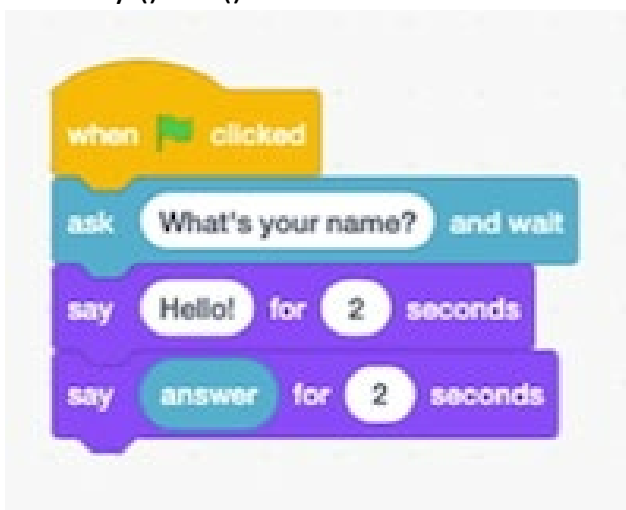 when clicked
ask What's your name? and wait
say Hello! for 2 seconds
say answer for 2 seconds